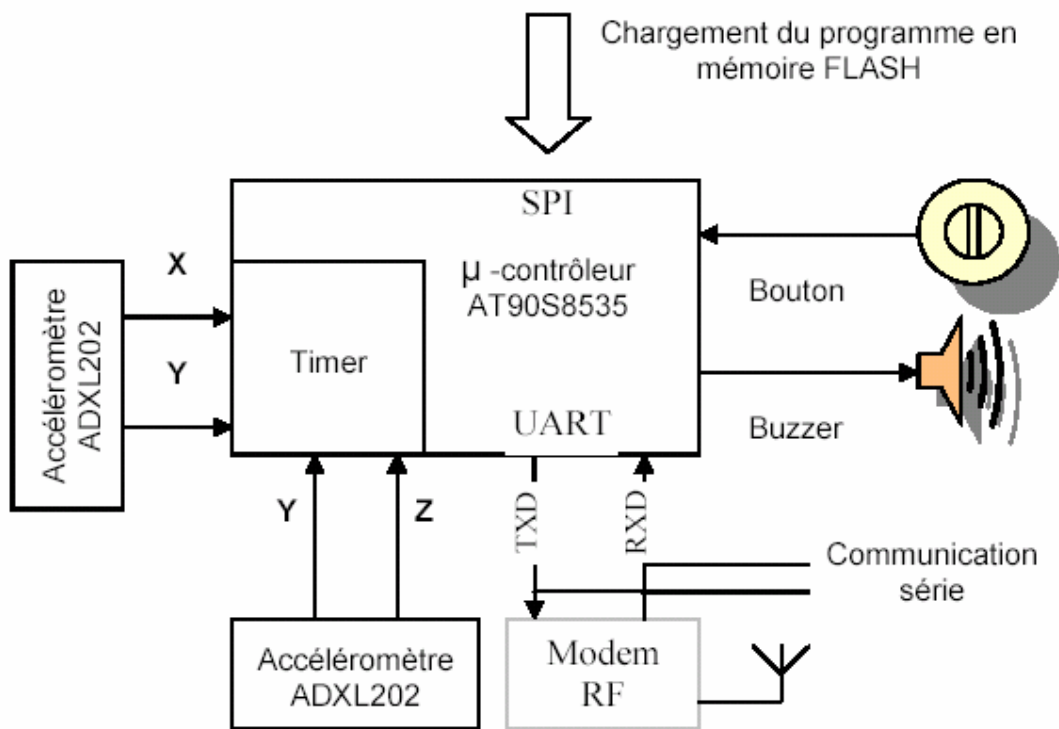 Chargement du programme en
mémoire FLASH
SPI
µ -contrôleur
AT90S8535
X
Y
Accéléromètre
ADXL202
Timer
Bouton
UART
Buzzer
Y
Z
TXD
RXD
Communication
série
Accéléromètre
ADXL202
Modem
RF